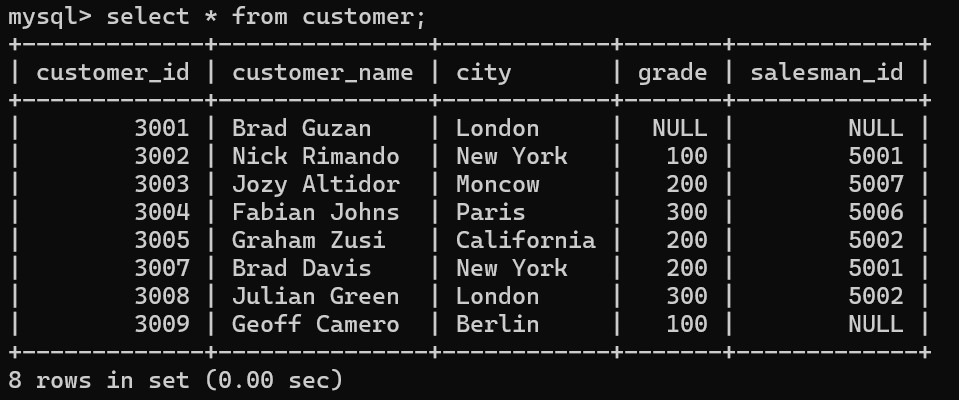 mysql> select * from customer;
+-------------+---------------+------------+-------+-------------+
| customer_id | customer_name | city       | grade | salesman_id |
+-------------+---------------+------------+-------+-------------+
|        3001 | Brad Guzan    | London     |  NULL |        NULL |
|        3002 | Nick Rimando  | New York   |   100 |        5001 |
|        3003 | Jozy Altidor  | Moncow     |   200 |        5007 |
|        3004 | Fabian Johns  | Paris      |   300 |        5006 |
|        3005 | Graham Zusi   | California |   200 |        5002 |
|        3007 | Brad Davis    | New York   |   200 |        5001 |
|        3008 | Julian Green  | London     |   300 |        5002 |
|        3009 | Geoff Camero  | Berlin     |   100 |        NULL |
+-------------+---------------+------------+-------+-------------+
8 rows in set (0.00 sec)